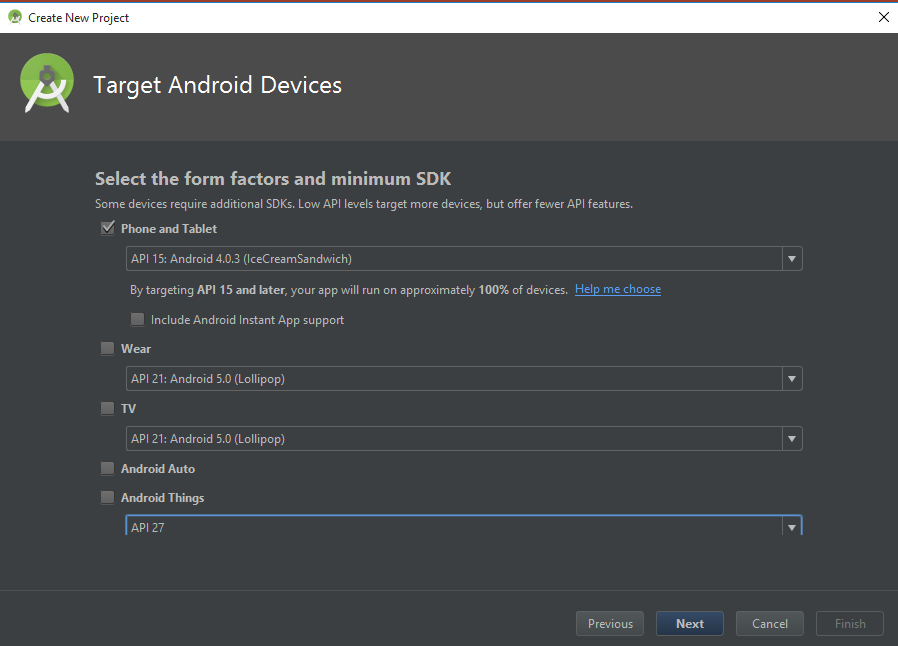 Create New Project
Target Android Devices
Select the form factors and minimum SDK
Some devices require additional SDKs. Low API levels target more devices, but offer fewer API features.
Phone and Tablet
API 15: Android 4.0.3 (IceCreamSandwich)
By targeting API 15 and later, your app will run on approximately 100% of devices. Help me choose
Include Android Instant App support
Wear
API 21: Android 5.0 (Lollipop)
TV
API 21: Android 5.0 (Lollipop)
Android Auto
Android Things
API 27
Previous Next Cancel Finish